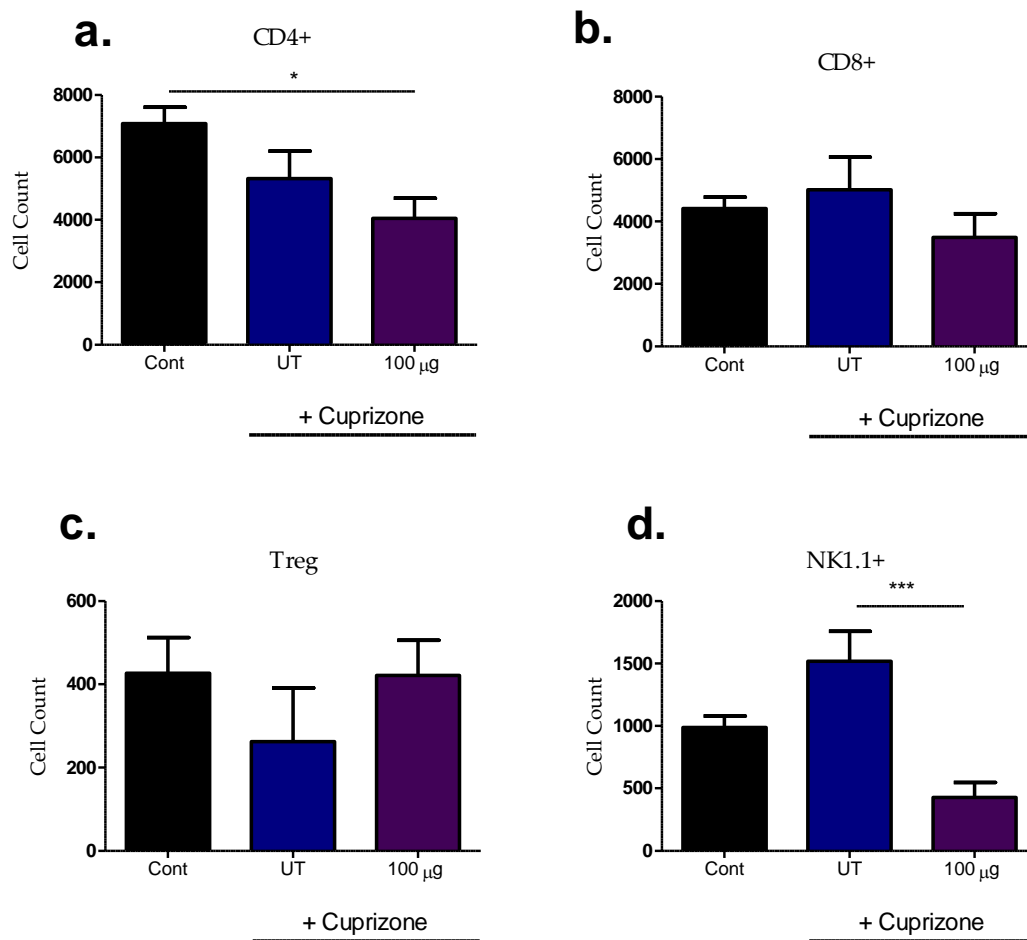 a.
CD4+
*
8000
6000
4000
2000
0
Cell Count
Cont UT 100 μg
+ Cuprizone
b.
CD8+
8000
6000
4000
2000
0
Cell Count
Cont UT 100 μg
+ Cuprizone
c.
Treg
600
400
200
0
Cell Count
Cont UT 100 μg
+ Cuprizone
d.
NK1.1+
***
2000
1500
1000
500
0
Cell Count
Cont UT 100 μg
+ Cuprizone